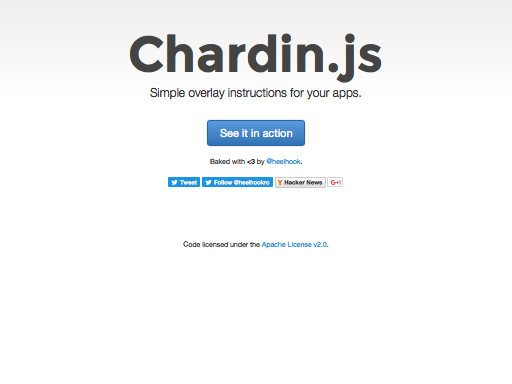 Chardin.js
Simple overlay instructions for your apps.
See it in action
Baked with <3 by @heelhook.
Tweet Follow @heelhookrc Hacker News G+1
Code licensed under the Apache License v2.0.